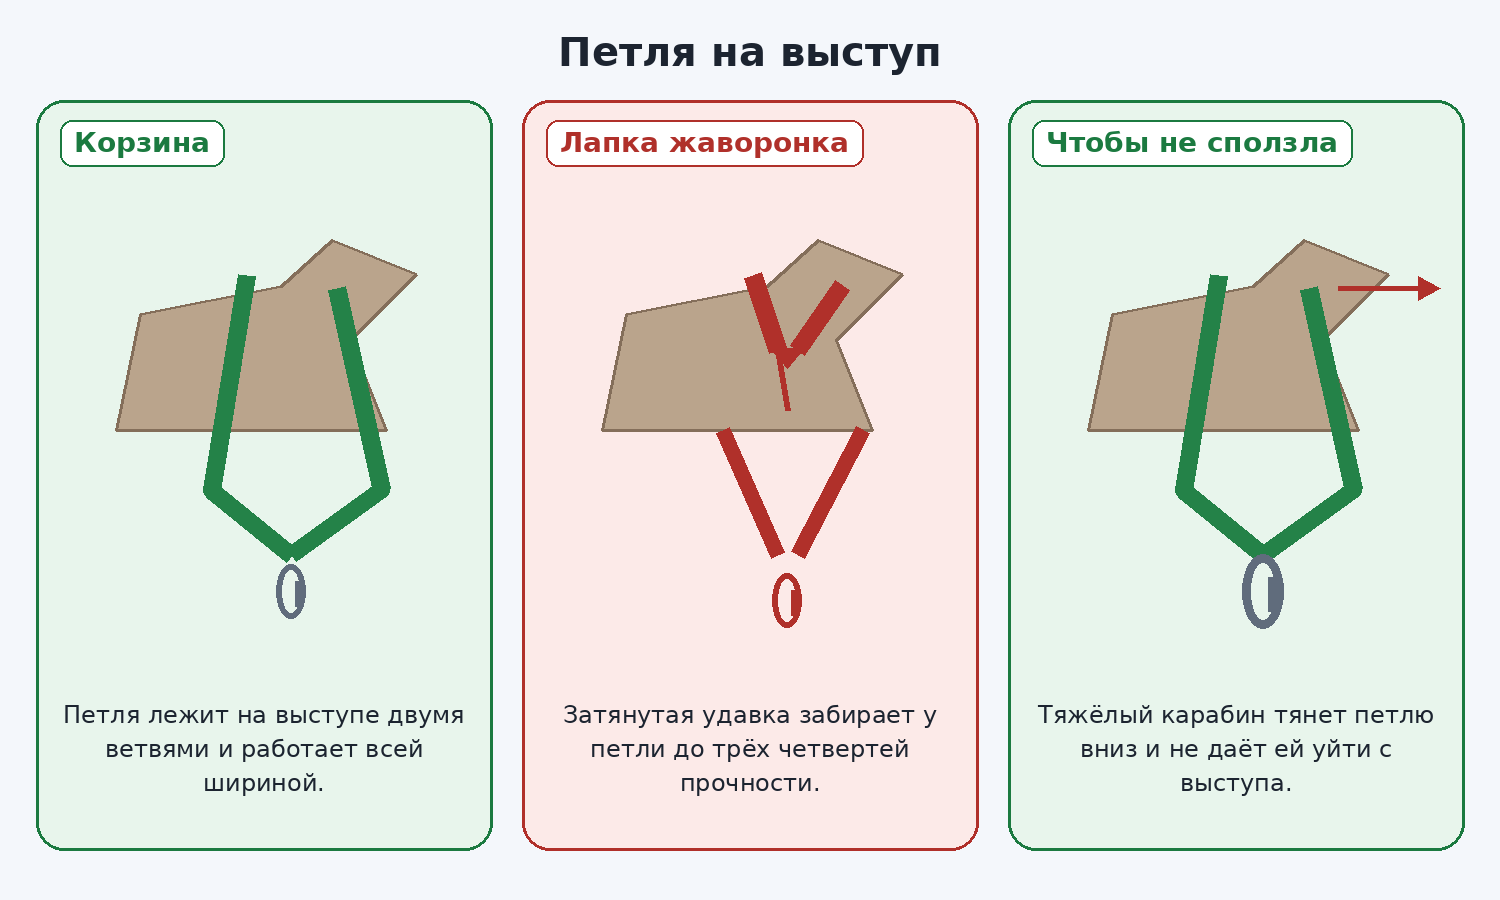 Петля на выступ
Корзина
Петля лежит на выступе двумя
ветвями и работает всей
шириной.
Лапка жаворонка
Затянутая удавка забирает у
петли до трёх четвертей
прочности.
Чтобы не сползла
Тяжёлый карабин тянет петлю
вниз и не даёт ей уйти с
выступа.